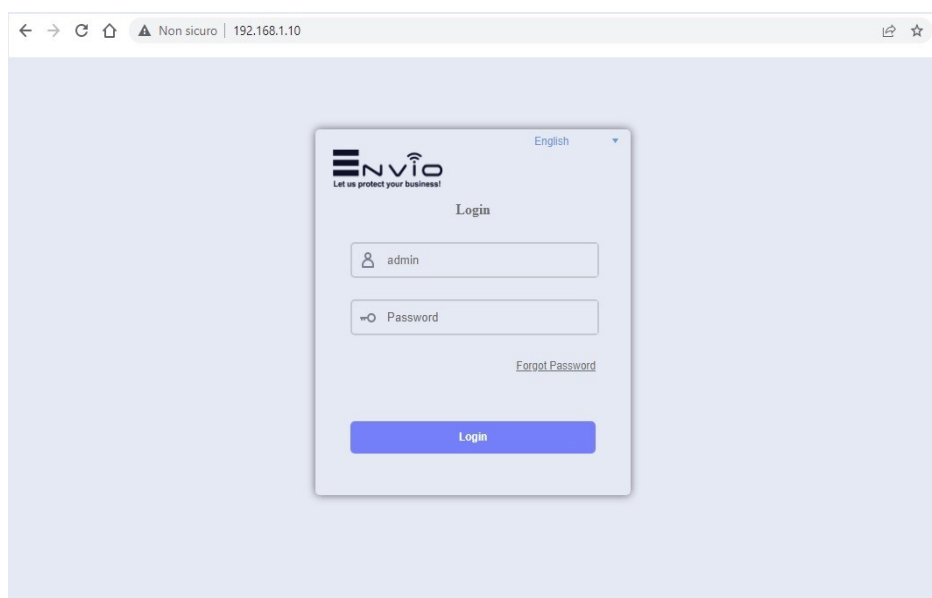 Non sicuro | 192.168.1.10
English
ENVIO
Let us protect your business!
Login
admin
Password
Forgot Password
Login